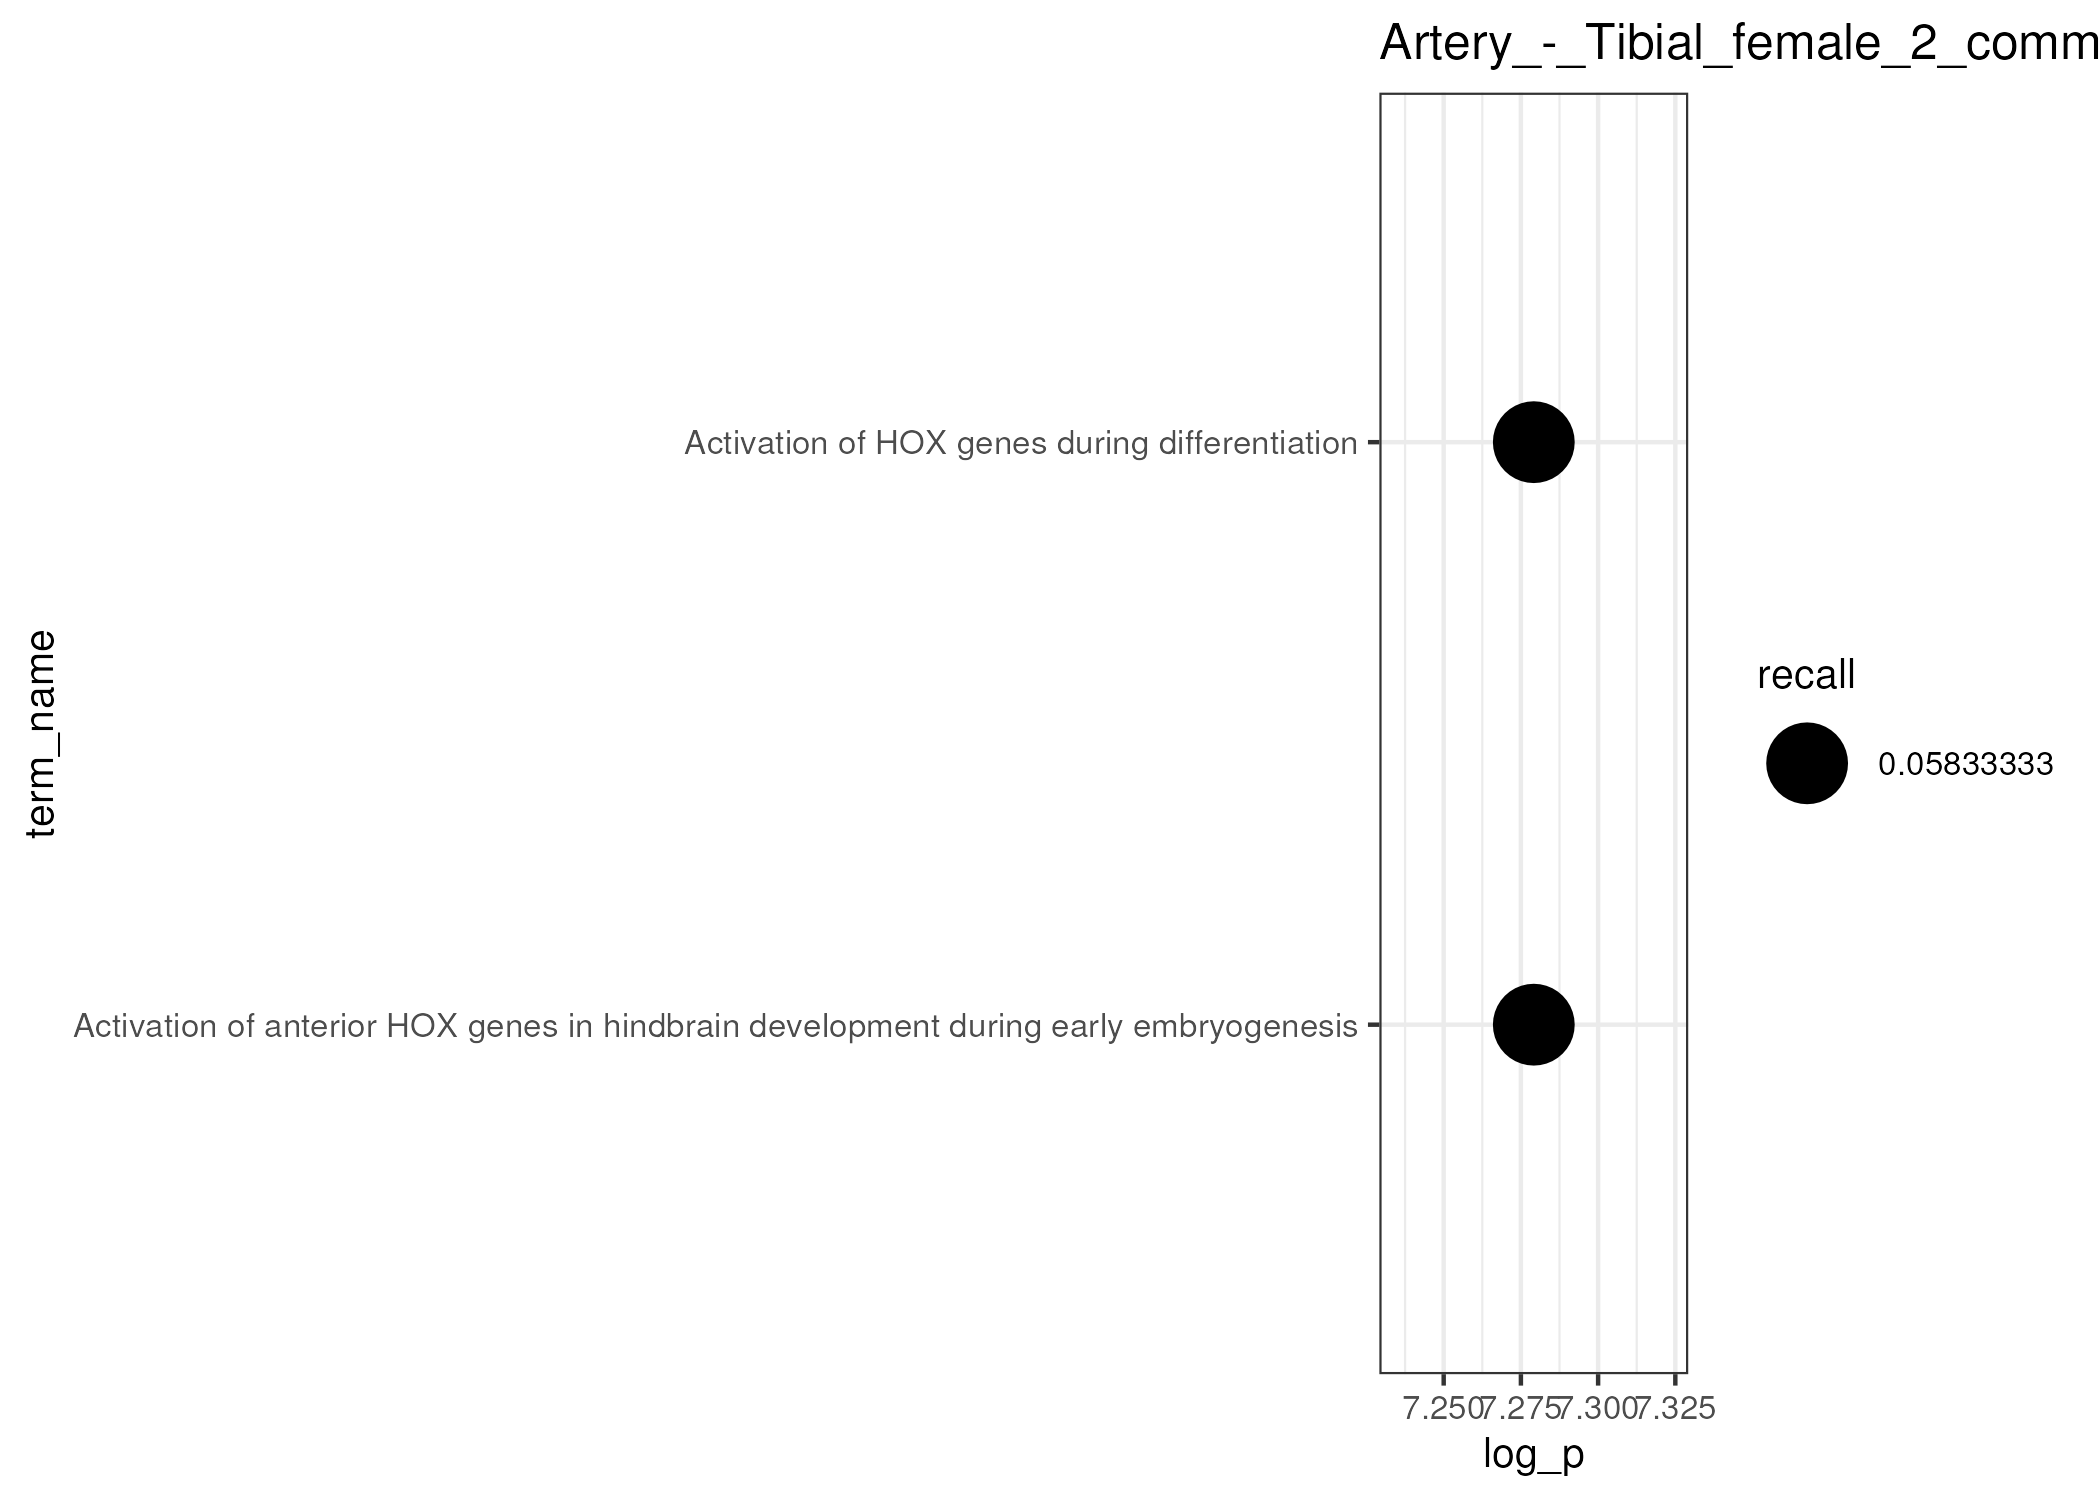 Artery_-_Tibial_female_2_comm
Activation of HOX genes during differentiation
term_name
recall
0.05833333
Activation of anterior HOX genes in hindbrain development during early embryogenesis
7.250 7.275 7.300 7.325
log_p